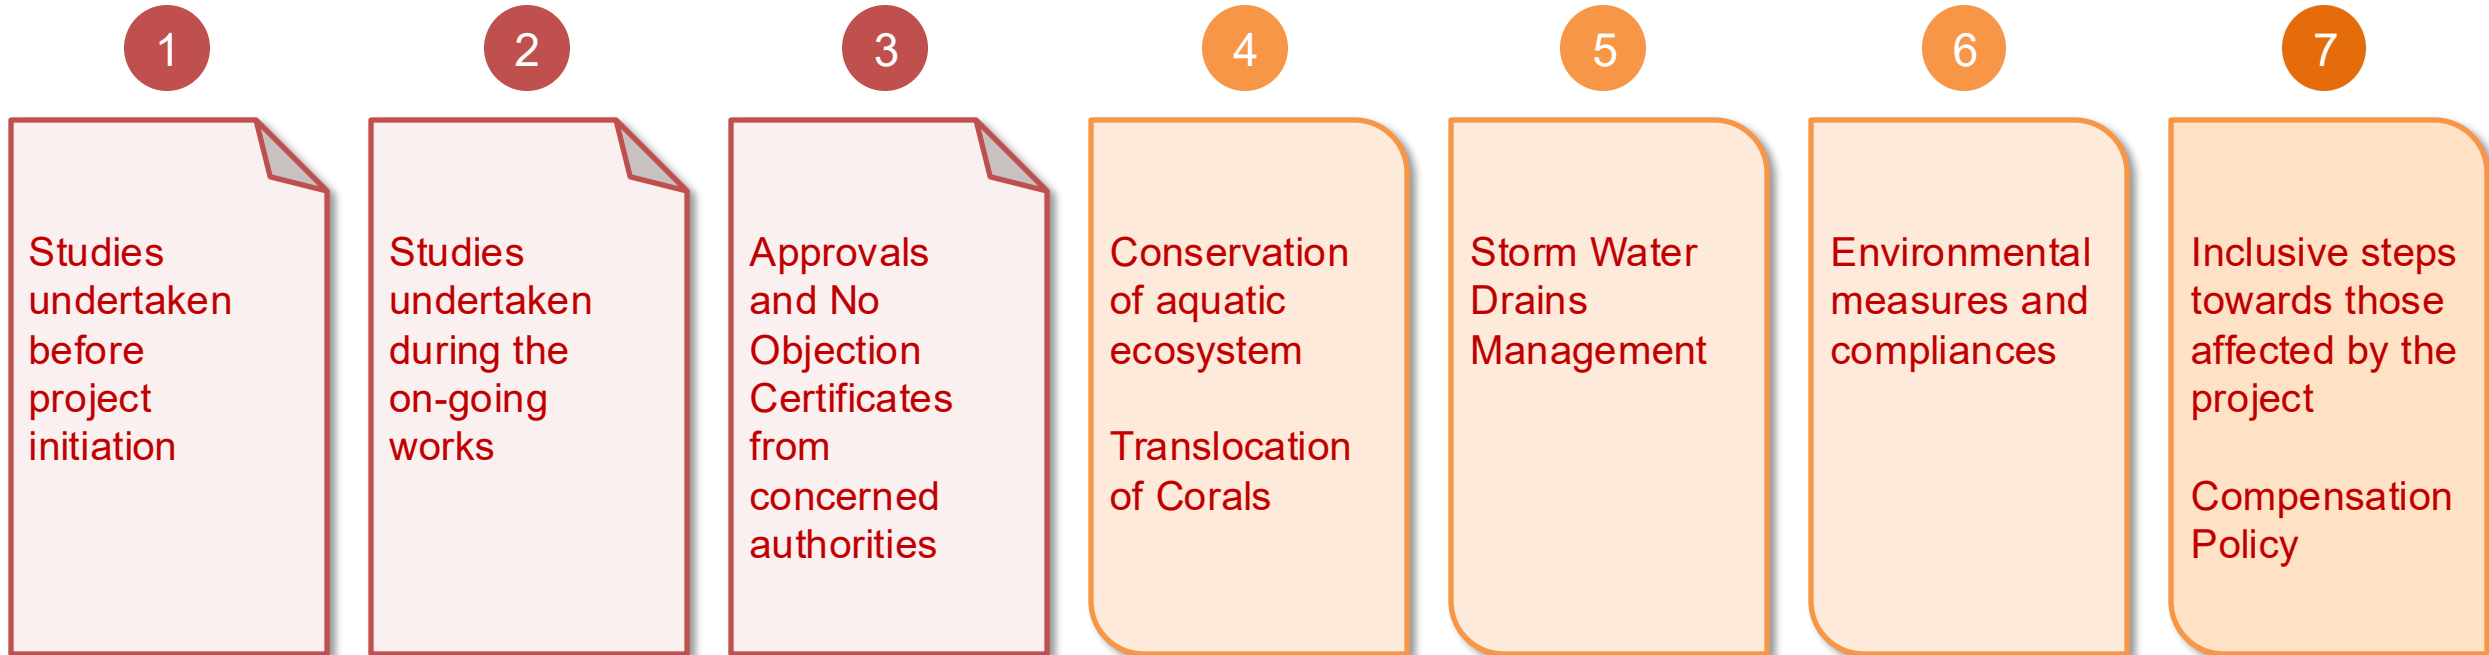 1
Studies
undertaken
before
project
initiation
2
Studies
undertaken
during the
on-going
works
3
Approvals
and No
Objection
Certificates
from
concerned
authorities
4
Conservation
of aquatic
ecosystem
Translocation
of Corals
5
Storm Water
Drains
Management
6
Environmental
measures and
compliances
7
Inclusive steps
towards those
affected by the
project
Compensation
Policy